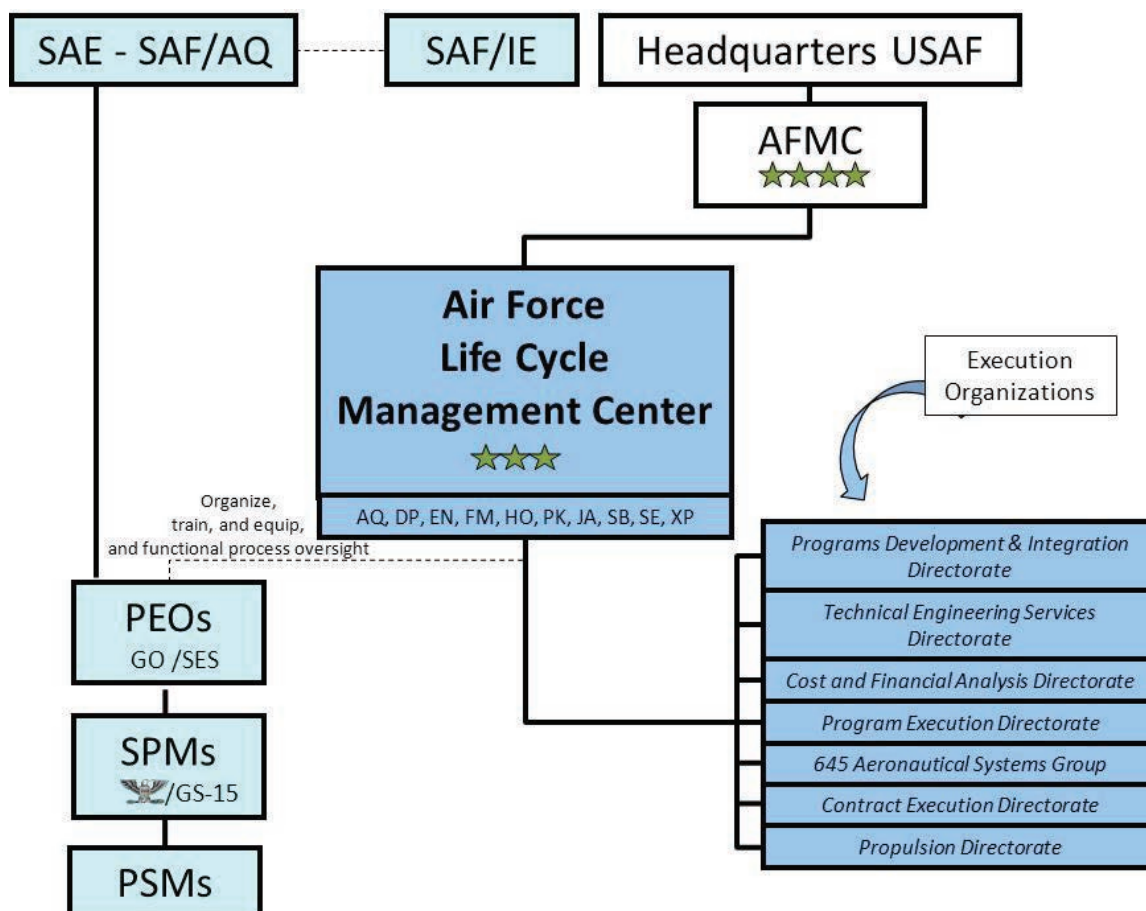 SAE - SAF/AQ
SAF/IE
Headquarters USAF
AFMC
Air Force
Life Cycle
Management Center
AQ, DP, EN, FM, HO, PK, JA, SB, SE, XP
Execution
Organizations
Organize,
train, and equip,
and functional process oversight
PEOs
GO /SES
SPMs
/GS-15
PSMs
Programs Development & Integration
Directorate
Technical Engineering Services
Directorate
Cost and Financial Analysis Directorate
Program Execution Directorate
645 Aeronautical Systems Group
Contract Execution Directorate
Propulsion Directorate